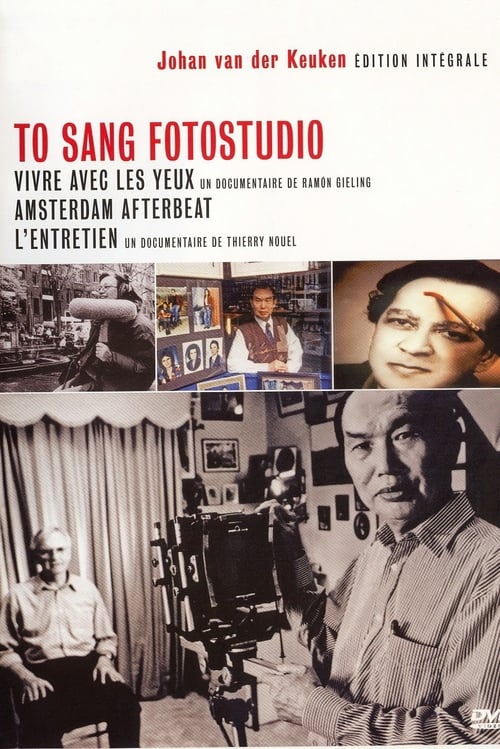 Johan van der Keuken ÉDITION INTÉGRALE
TO SANG FOTOSTUDIO
VIVRE AVEC LES YEUX UN DOCUMENTAIRE DE RAMÓN GIELING
AMSTERDAM AFTERBEAT
L'ENTRETIEN UN DOCUMENTAIRE DE THIERRY NOUEL